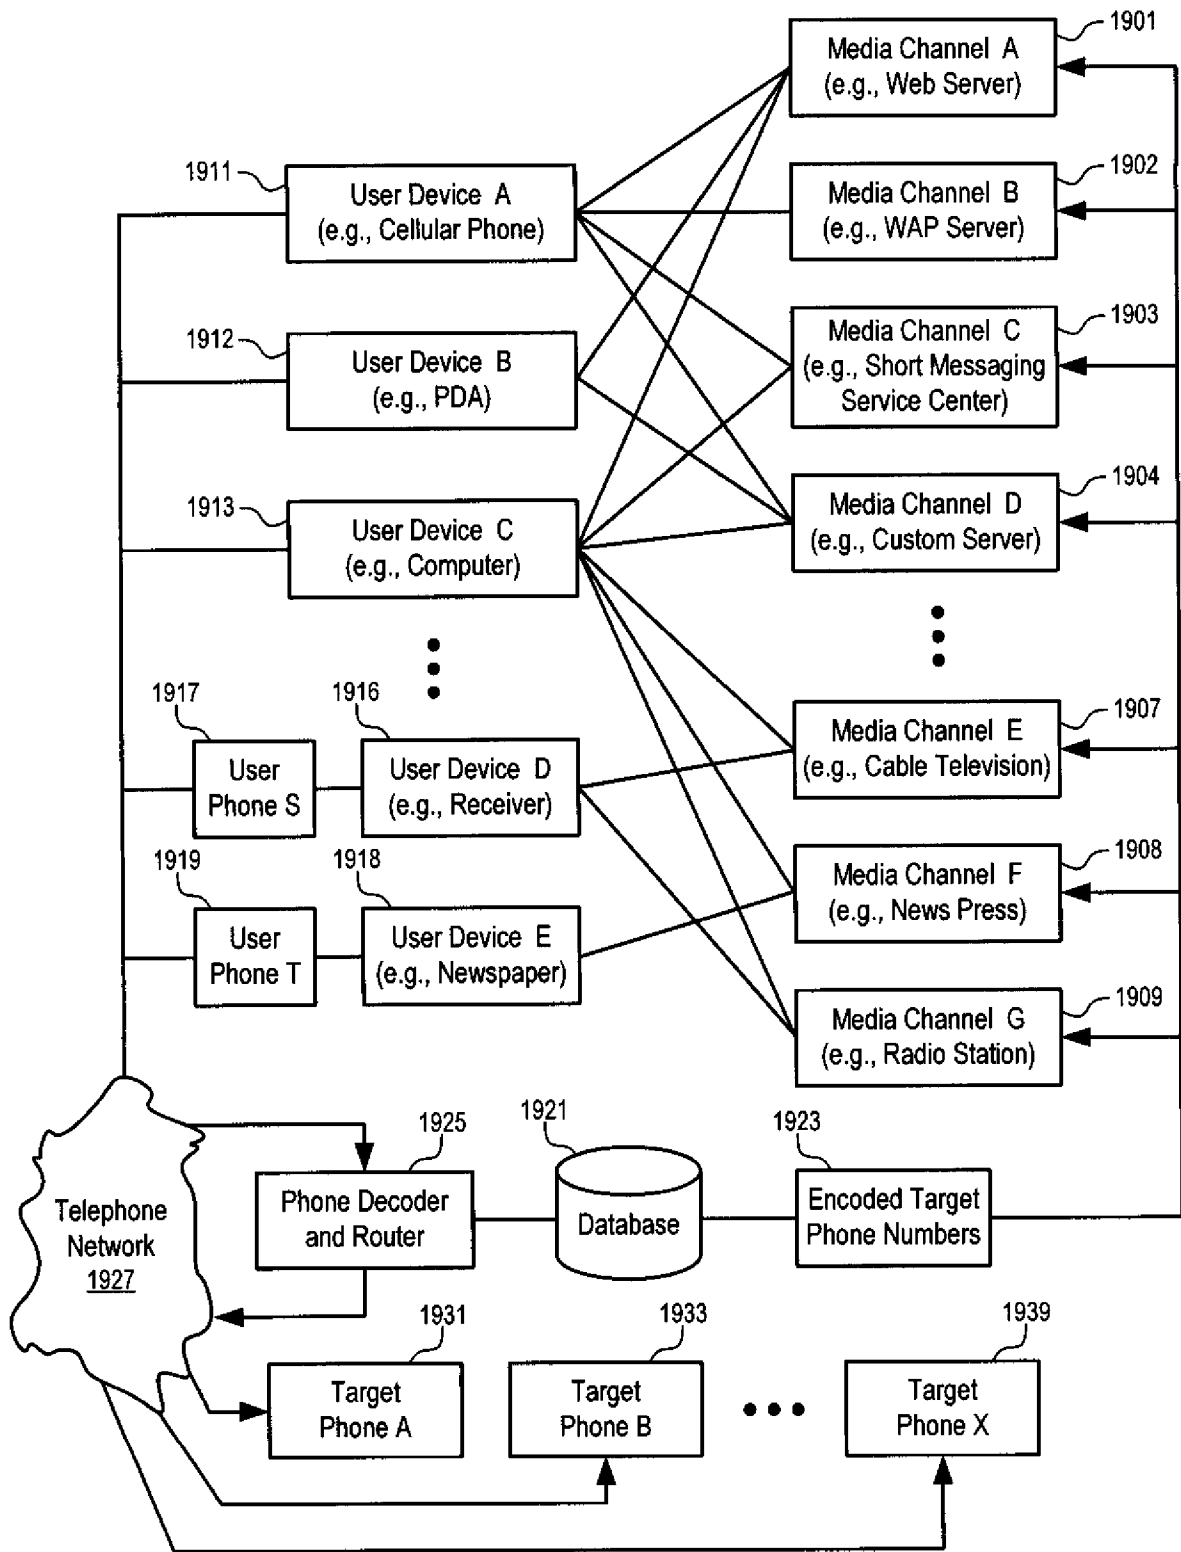 1901
Media Channel A
(e.g., Web Server)
1911
User Device A
(e.g., Cellular Phone)
1902
Media Channel B
(e.g., WAP Server)
1912
User Device B
(e.g., PDA)
1903
Media Channel C
(e.g., Short Messaging
Service Center)
1913
User Device C
(e.g., Computer)
1904
Media Channel D
(e.g., Custom Server)
1917
User
Phone S
1916
User Device D
(e.g., Receiver)
1907
Media Channel E
(e.g., Cable Television)
1919
User
Phone T
1918
User Device E
(e.g., Newspaper)
1908
Media Channel F
(e.g., News Press)
1909
Media Channel G
(e.g., Radio Station)
Telephone
Network
1927
1925
Phone Decoder
and Router
1921
Database
1923
Encoded Target
Phone Numbers
1931
Target
Phone A
1933
Target
Phone B
1939
Target
Phone X